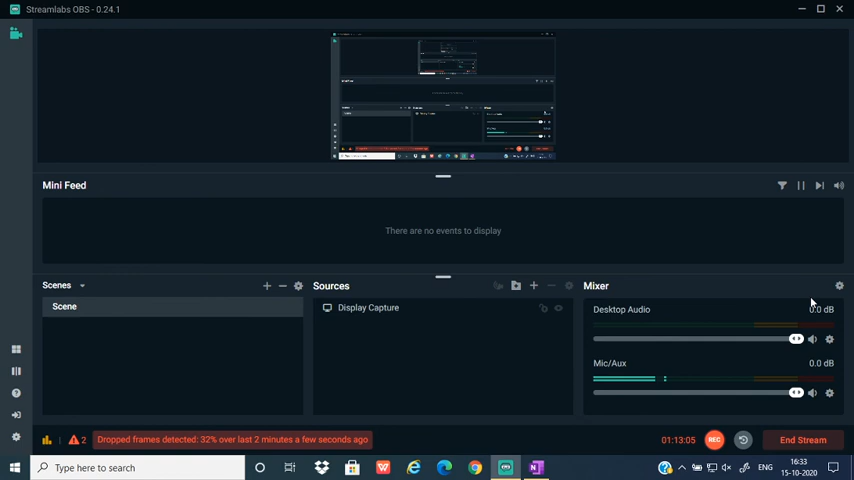 Streamlabs OBS - 0.24.1
Mini Feed
There are no events to display
Scenes
Sources
Mixer
Scene
Display Capture
Desktop Audio
0.0 dB
Mic/Aux
0.0 dB
2
Dropped frames detected: 32% over last 2 minutes a few seconds ago
01:13:05
REC
End Stream
Type here to search
ENG
16:33
15-10-2020